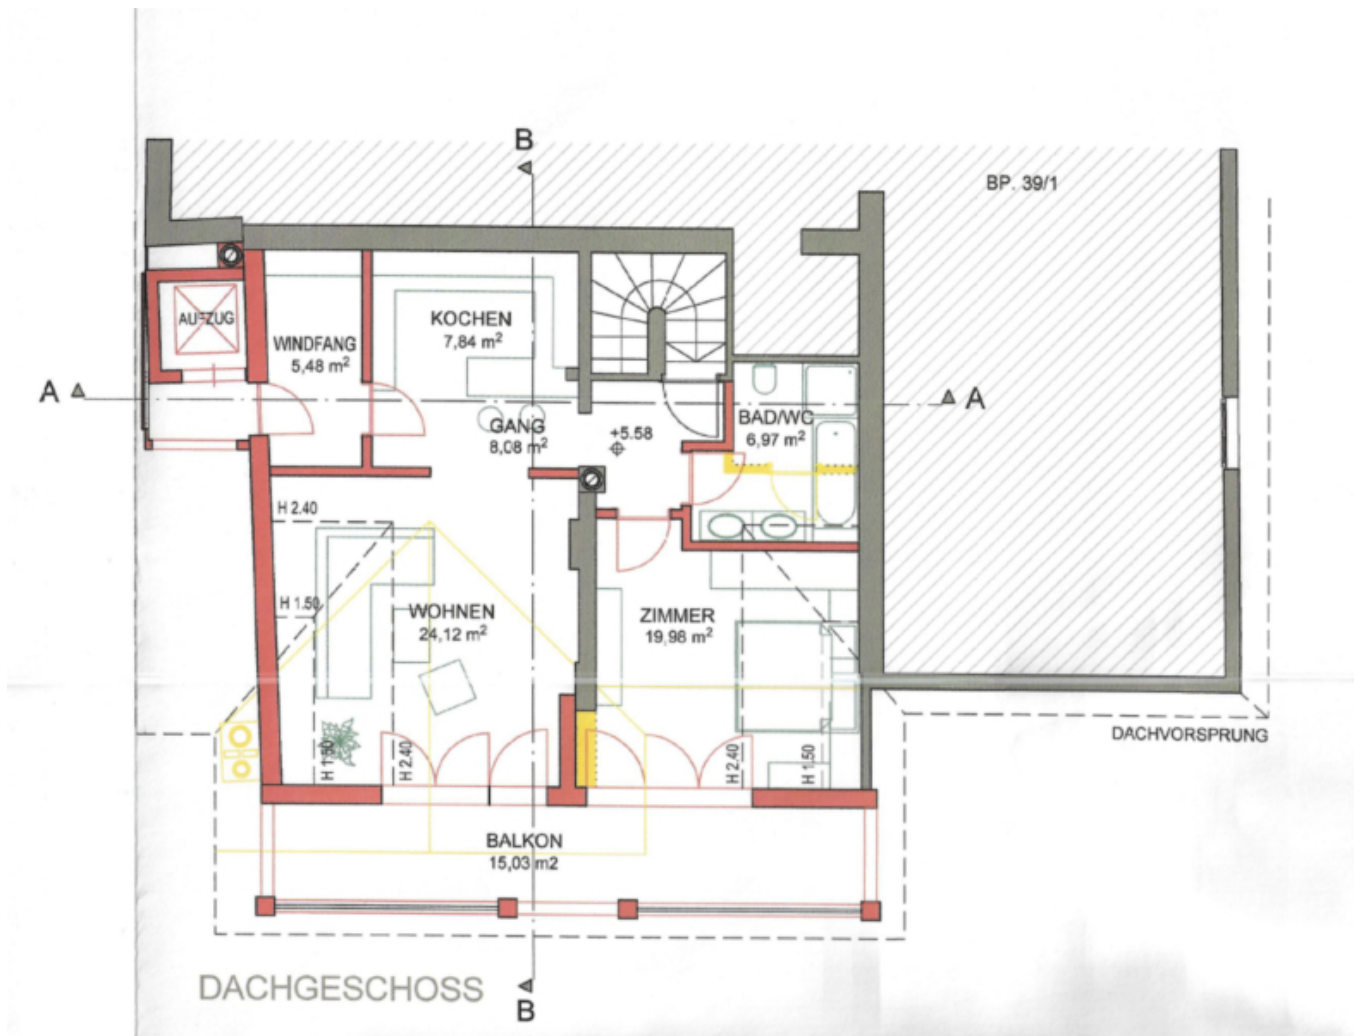 B
BP. 39/1
AUFZUG
KOCHEN
7,84 m²
WINDFANG
5,48 m²
A
A
GANG
8,08 m²
+5.58
BAD/WC
6,97 m²
H 2.40
H 1.50
WOHNEN
24,12 m²
ZIMMER
19,98 m²
H 1.50
H 2.40
H 2.40
H 1.50
DACHVORSPRUNG
BALKON
15,03 m2
DACHGESCHOSS
B